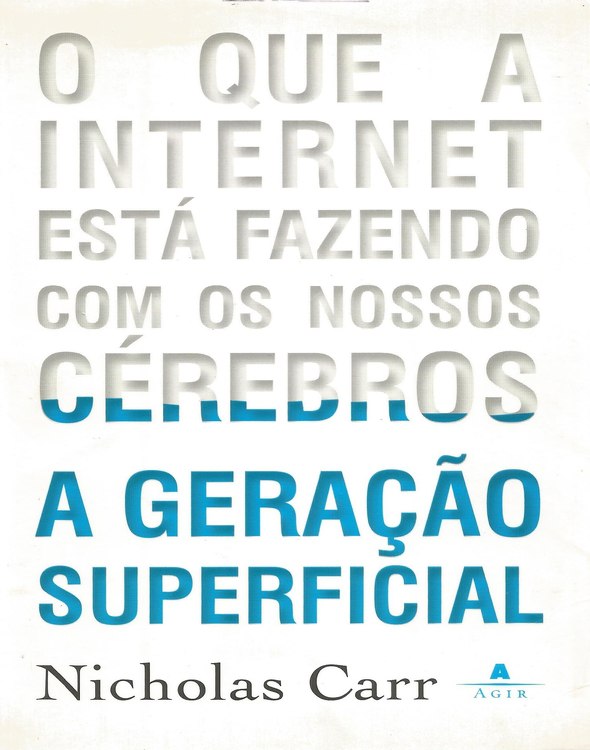 O QUE A
INTERNET
ESTÁ FAZENDO
COM OS NOSSOS
CÉREBROS
A GERAÇÃO
SUPERFICIAL
Nicholas Carr
A
AGIR